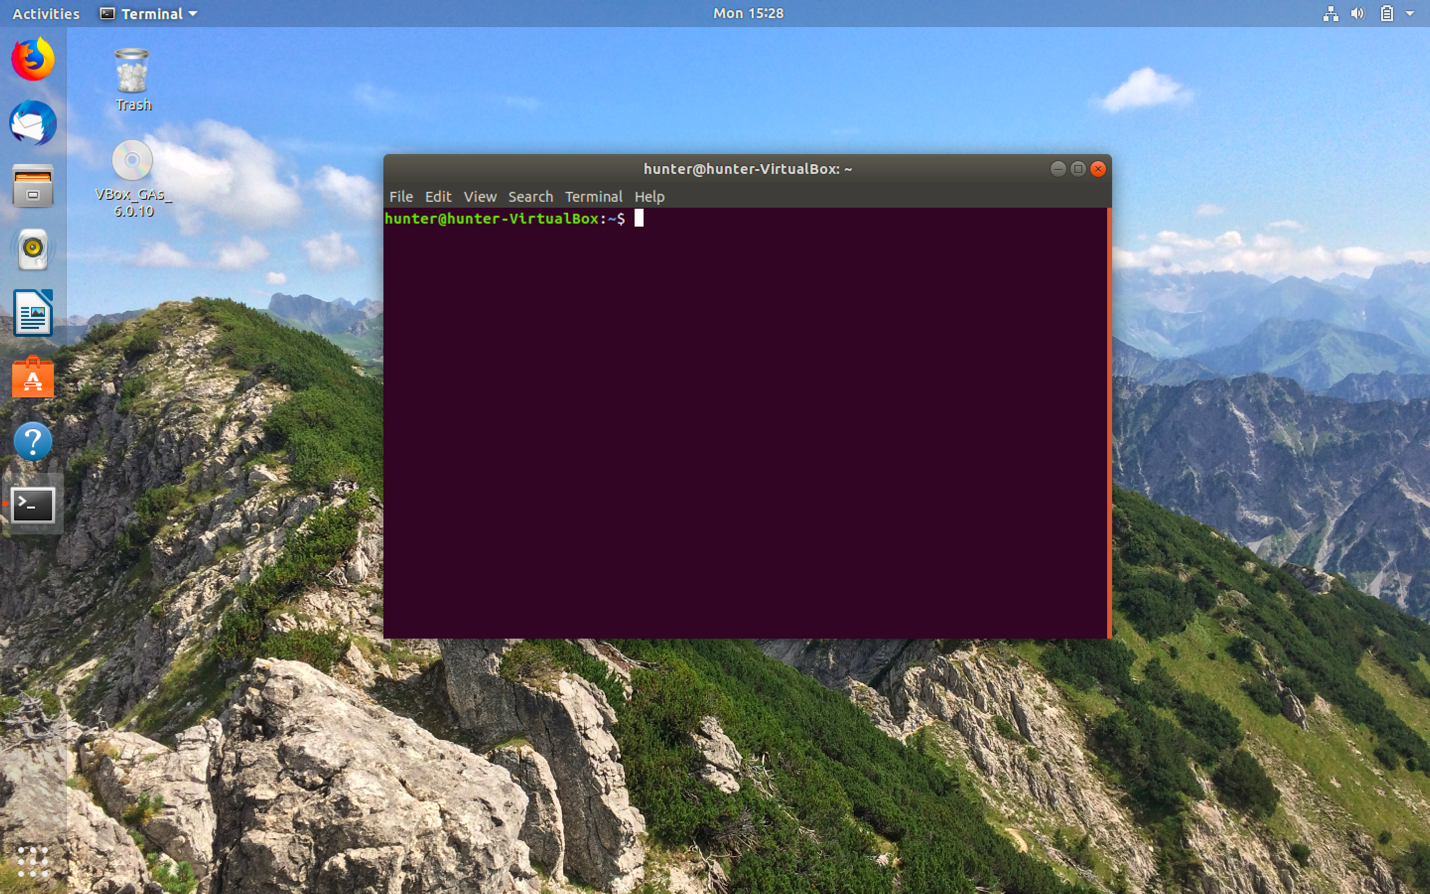 Activities Terminal Mon 15:28
Trash
VBox_GAs_
6.0.10
hunter@hunter-VirtualBox: ~
File Edit View Search Terminal Help
hunter@hunter-VirtualBox:~$